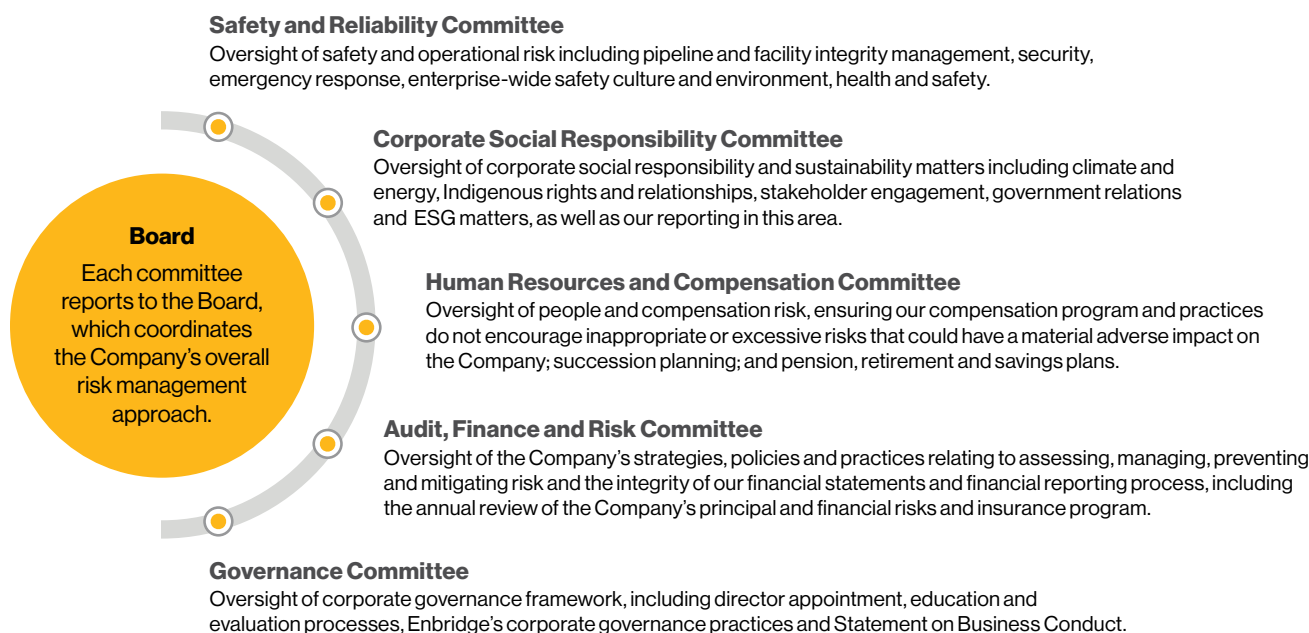 Safety and Reliability Committee
Oversight of safety and operational risk including pipeline and facility integrity management, security,
emergency response, enterprise-wide safety culture and environment, health and safety.
Corporate Social Responsibility Committee
Oversight of corporate social responsibility and sustainability matters including climate and
energy, Indigenous rights and relationships, stakeholder engagement, government relations
and ESG matters, as well as our reporting in this area.
Board
Each committee
reports to the Board,
which coordinates
the Company's overall
risk management
approach.
Human Resources and Compensation Committee
Oversight of people and compensation risk, ensuring our compensation program and practices
do not encourage inappropriate or excessive risks that could have a material adverse impact on
the Company; succession planning; and pension, retirement and savings plans.
Audit, Finance and Risk Committee
Oversight of the Company's strategies, policies and practices relating to assessing, managing, preventing
and mitigating risk and the integrity of our financial statements and financial reporting process, including
the annual review of the Company's principal and financial risks and insurance program.
Governance Committee
Oversight of corporate governance framework, including director appointment, education and
evaluation processes, Enbridge's corporate governance practices and Statement on Business Conduct.